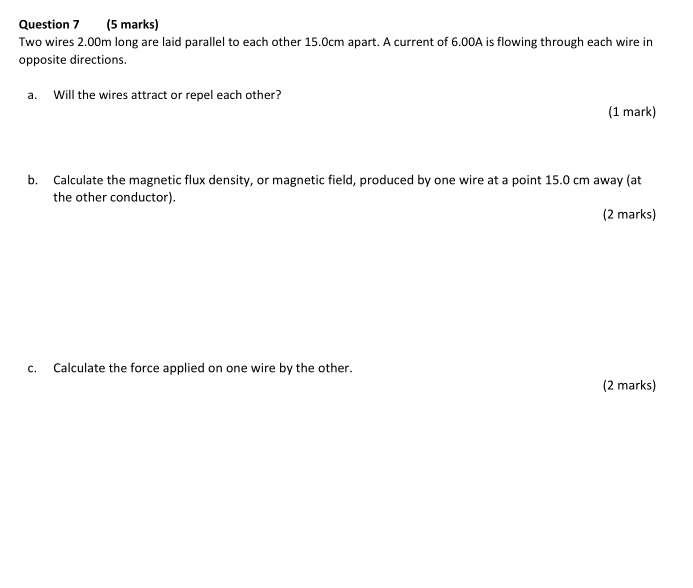 Question 7 (5 marks)
Two wires 2.00m long are laid parallel to each other 15.0cm apart. A current of 6.00A is flowing through each wire in
opposite directions.
a. Will the wires attract or repel each other?
(1 mark)
b. Calculate the magnetic flux density, or magnetic field, produced by one wire at a point 15.0 cm away (at
the other conductor).
(2 marks)
c. Calculate the force applied on one wire by the other.
(2 marks)